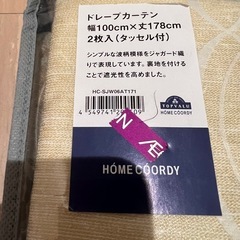 ドレープカーテン
幅100cm×丈178cm
2枚入(タッセル付)
シンプルな波柄模様をジャガード織
りで表現しています。裏地を付ける
ことで遮光性を高めました。
HC-SJW06AT171
TOPVALU
HOME COORDY
HÓME CŌORDY